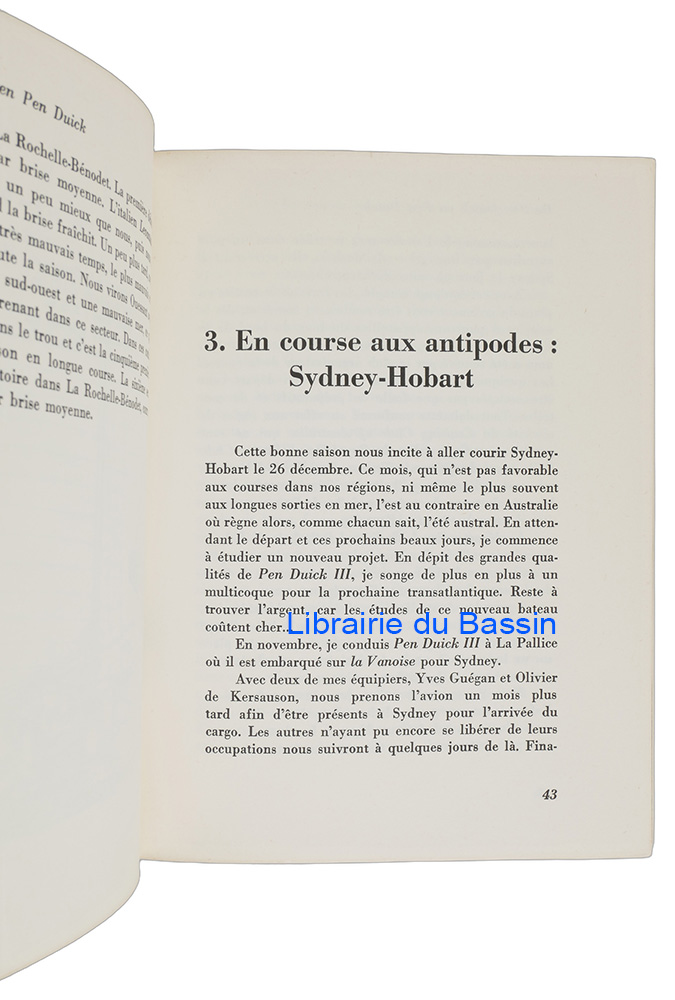 en Pen Duick
La Rochelle-Bénodet. La première
ar brise moyenne. L'italien
un peu mieux que nous, puis
la brise fraîchit. Un peu plus tard,
très mauvais temps, le plus mauvais
ute la saison. Nous virons Ouessant
sud-ouest et une mauvaise mer,
renant dans ce secteur. Dans
ns le trou et c'est la cinquième
son en longue course. La sixième
toire dans La Rochelle-Bénodet,
r brise moyenne.
3. En course aux antipodes :
Sydney-Hobart
Cette bonne saison nous incite à aller courir Sydney-
Hobart le 26 décembre. Ce mois, qui n'est pas favorable
aux courses dans nos régions, ni même le plus souvent
aux longues sorties en mer, l'est au contraire en Australie
où règne alors, comme chacun sait, l'été austral. En atten-
dant le départ et ces prochains beaux jours, je commence
à étudier un nouveau projet. En dépit des grandes qua-
lités de Pen Duick III, je songe de plus en plus à un
multicoque pour la prochaine transatlantique. Reste à
trouver l'argent, car les études de ce nouveau bateau
coûtent cher...
Librairie du Bassin
En novembre, je conduis Pen Duick III à La Pallice
où il est embarqué sur la Vanoise pour Sydney.
Avec deux de mes équipiers, Yves Guégan et Olivier
de Kersauson, nous prenons l'avion un mois plus
tard afin d'être présents à Sydney pour l'arrivée du
cargo. Les autres n'ayant pu encore se libérer de leurs
occupations nous suivront à quelques jours de là. Fina-
43